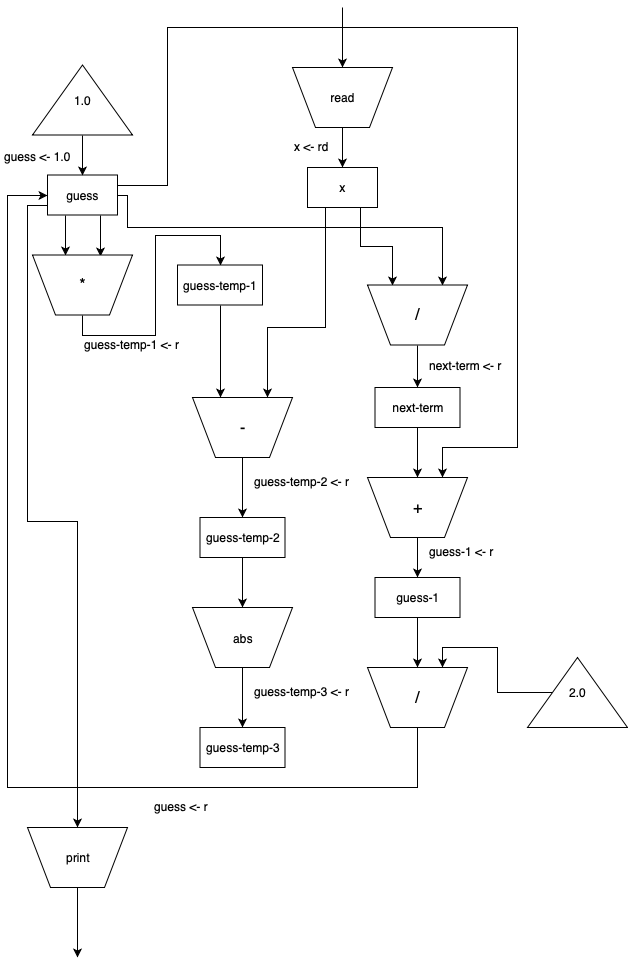 read
1.0
x <- rd
guess <- 1.0
x
guess
*
guess-temp-1
/
guess-temp-1 <- r
next-term <- r
next-term
-
guess-temp-2 <- r
+
guess-temp-2
guess-1 <- r
guess-1
abs
guess-temp-3 <- r
/
2.0
guess-temp-3
guess <- r
print